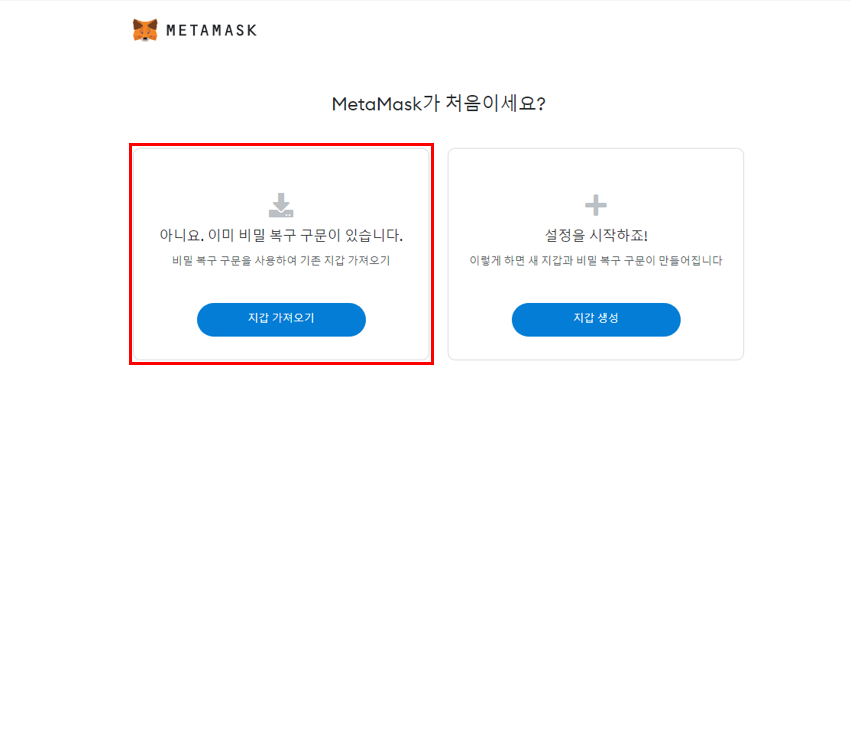 METAMASK
MetaMask가 처음이세요?
아니요. 이미 비밀 복구 구문이 있습니다.
비밀 복구 구문을 사용하여 기존 지갑 가져오기
지갑 가져오기
설정을 시작하죠!
이렇게 하면 새 지갑과 비밀 복구 구문이 만들어집니다
지갑 생성